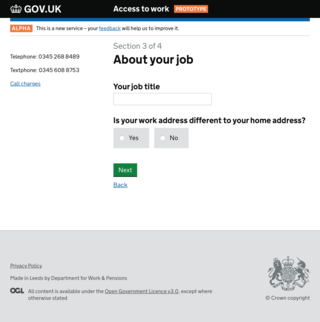 GOV.UK
Access to work PROTOTYPE
ALPHA This is a new service – your feedback will help us to improve it.
Telephone: 0345 268 8489
Textphone: 0345 608 8753
Call charges
Section 3 of 4
About your job
Your job title
Is your work address different to your home address?
Yes
No
Next
Back
Privacy Policy
Made in Leeds by Department for Work & Pensions
OGL All content is available under the Open Government Licence v3.0, except where
otherwise stated
© Crown copyright